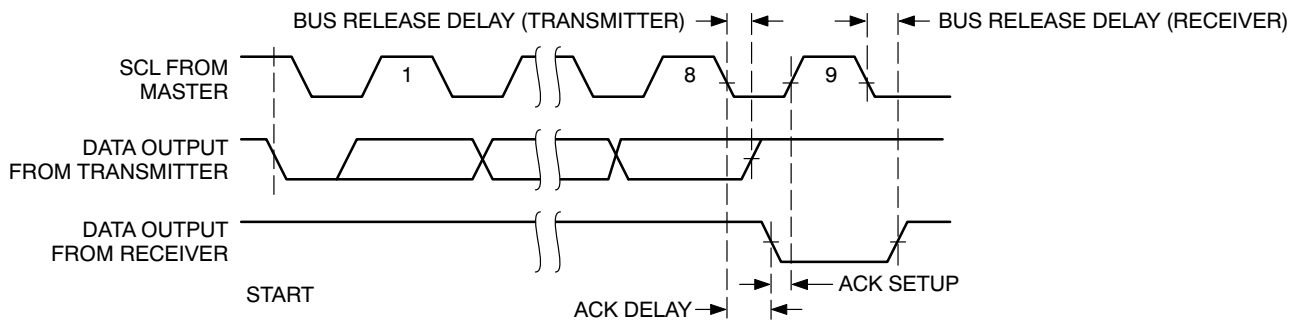 BUS RELEASE DELAY (TRANSMITTER)
BUS RELEASE DELAY (RECEIVER)
SCL FROM
MASTER
1
8
9
DATA OUTPUT
FROM TRANSMITTER
DATA OUTPUT
FROM RECEIVER
START
ACK SETUP
ACK DELAY